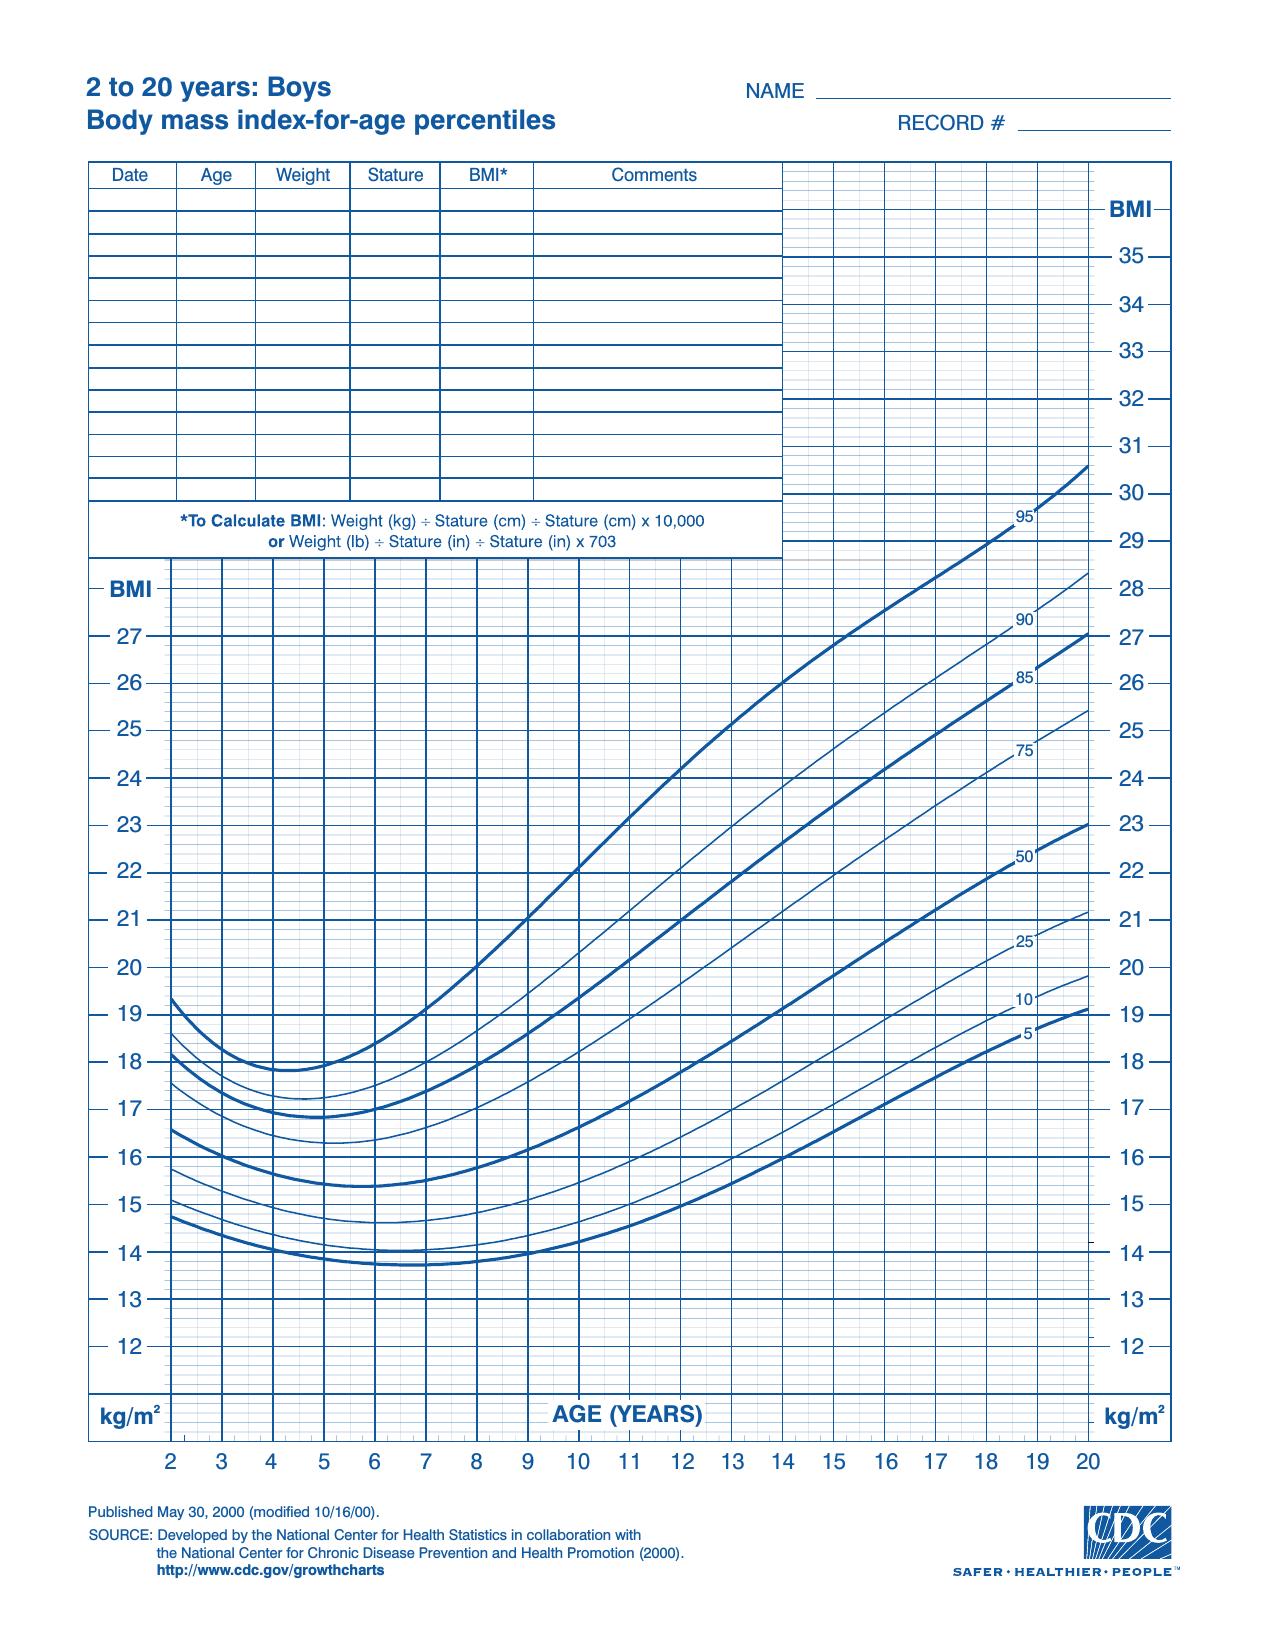 2 to 20 years: Boys
NAME
Body mass index-for-age percentiles
RECORD #
Date Age Weight Stature BMI* Comments
BMI
35
34
33
32
31
30
95
*To Calculate BMI: Weight (kg) ÷ Stature (cm) ÷ Stature (cm) x 10,000
or Weight (lb) ÷ Stature (in) ÷ Stature (in) x 703
29
BMI 28
90
27 27
85
26 26
75
25 25
24 24
23 23
50
22 22
21 21
25
20 20
10
19 19
5
18 18
17 17
16 16
15 15
14 14
13 13
12 12
kg/m² AGE (YEARS) kg/m²
2 3 4 5 6 7 8 9 10 11 12 13 14 15 16 17 18 19 20
Published May 30, 2000 (modified 10/16/00).
SOURCE: Developed by the National Center for Health Statistics in collaboration with
the National Center for Chronic Disease Prevention and Health Promotion (2000).
http://www.cdc.gov/growthcharts
CDC
SAFER · HEALTHIER · PEOPLE™